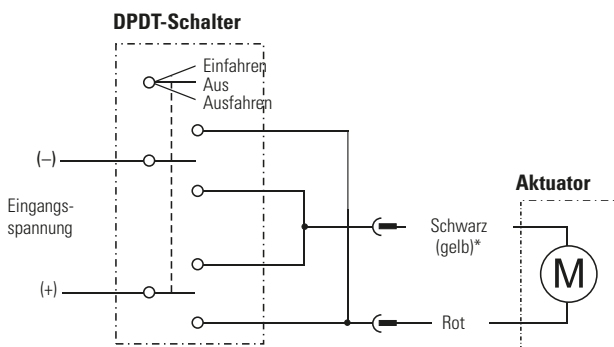 DPDT-Schalter
Einfahren
Aus
Ausfahren
(–)
Eingangs-
spannung
(+)
Schwarz
(gelb)*
Rot
Aktuator
M